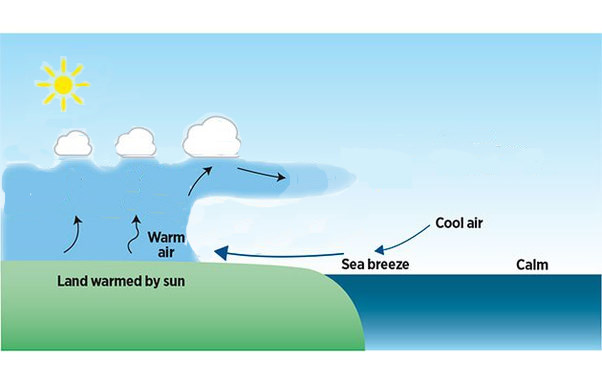 Cool air
Warm
air
Sea breeze
Calm
Land warmed by sun